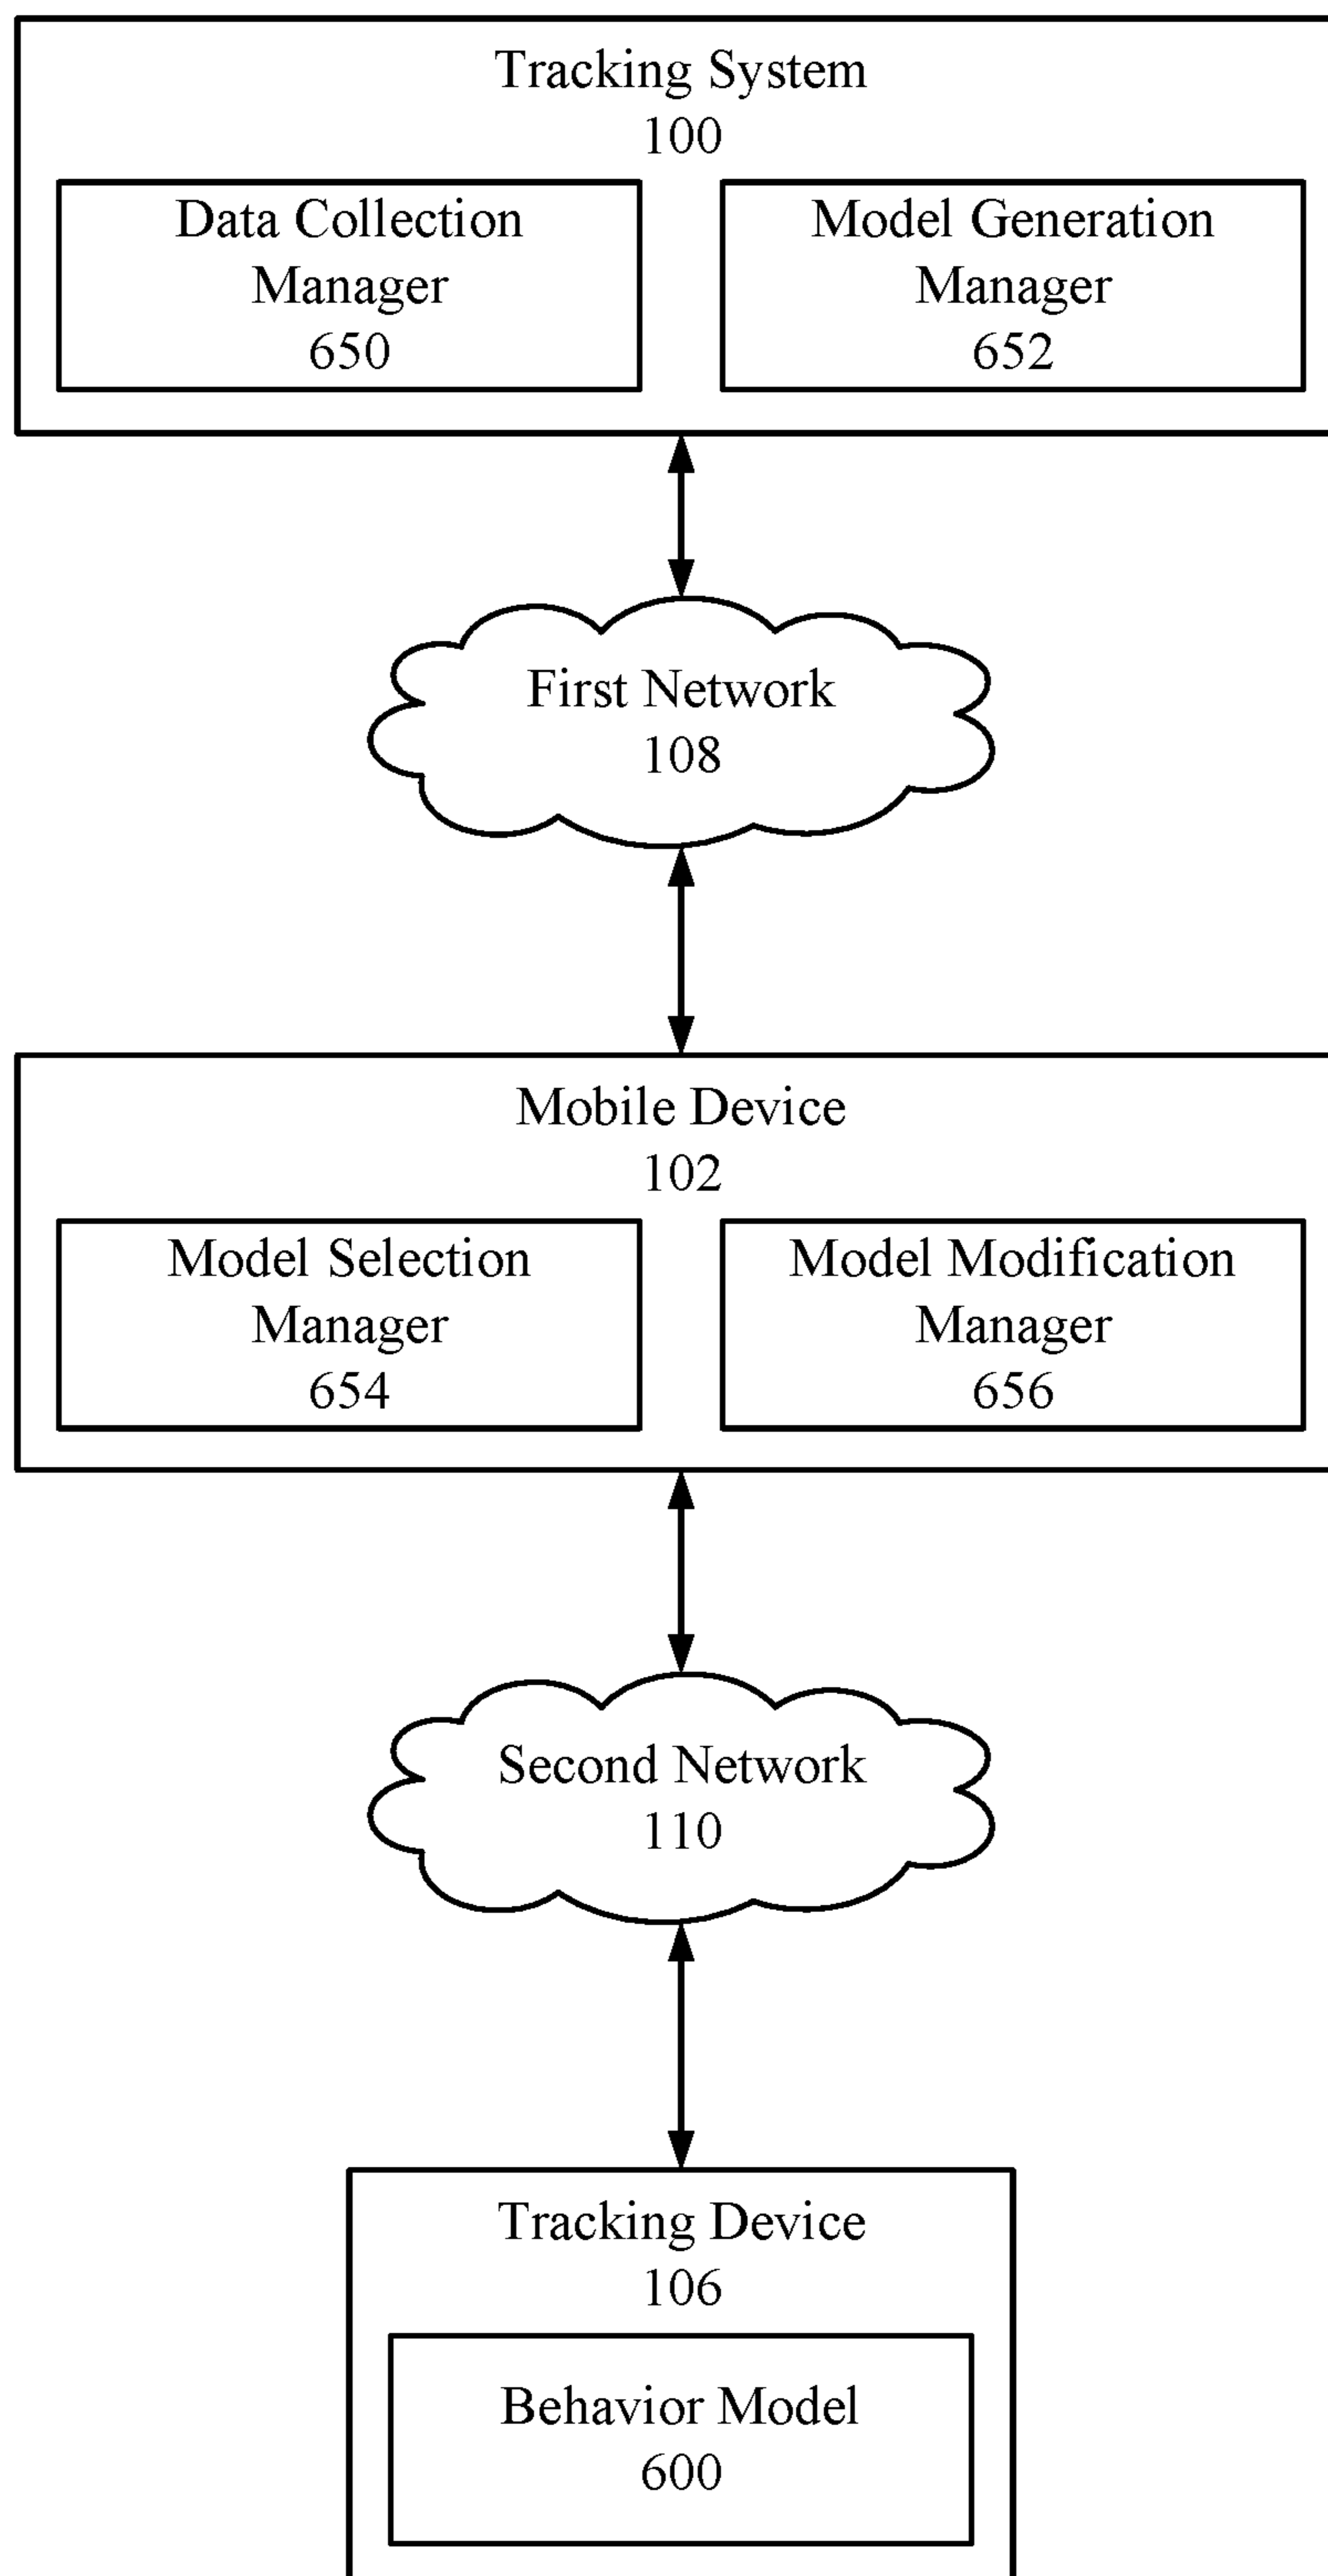 Tracking System
100
Data Collection
Manager
650
Model Generation
Manager
652
First Network
108
Mobile Device
102
Model Selection
Manager
654
Model Modification
Manager
656
Second Network
110
Tracking Device
106
Behavior Model
600